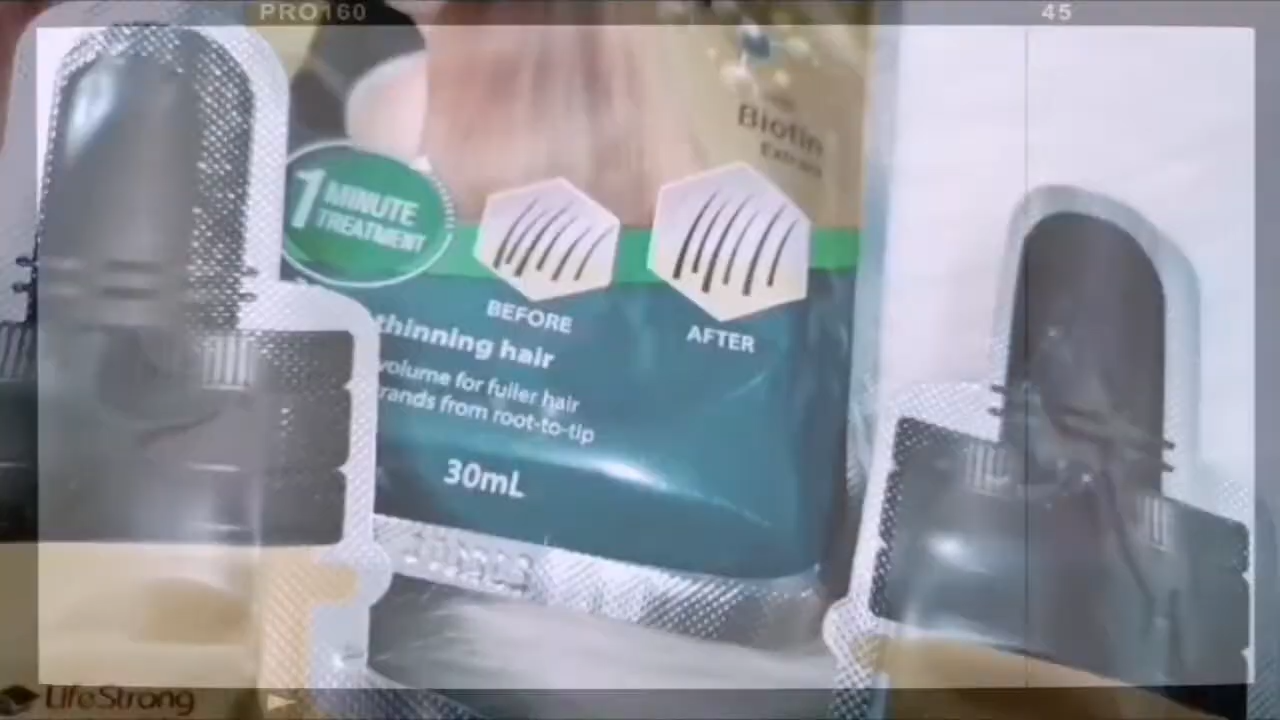 PRO160
45
Biotin
Extract
1 MINUTE
TREATMENT
BEFORE
AFTER
thinning hair
volume for fuller hair
rands from root-to-tip
30mL
LifeStrong